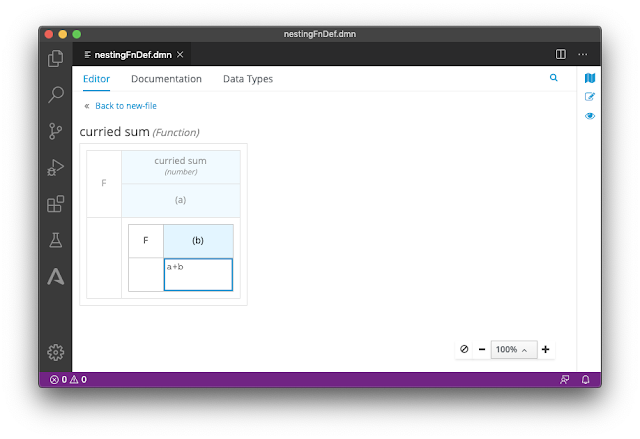 nestingFnDef.dmn
nestingFnDef.dmn ×
Editor Documentation Data Types
« Back to new-file
curried sum (Function)
F
curried sum
(number)
(a)
F (b)
a+b
100%
0 0